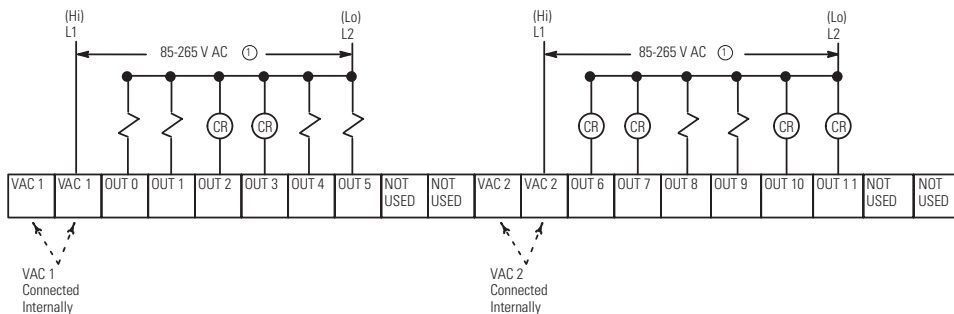 (Hi)
L1
(Lo)
L2
85-265 V AC ①
CR
CR
(Hi)
L1
(Lo)
L2
85-265 V AC ①
CR
CR
CR
CR
VAC 1
VAC 1
OUT 0
OUT 1
OUT 2
OUT 3
OUT 4
OUT 5
NOT
USED
NOT
USED
VAC 2
VAC 2
OUT 6
OUT 7
OUT 8
OUT 9
OUT 10
OUT 11
NOT
USED
NOT
USED
VAC 1
Connected
Internally
VAC 2
Connected
Internally